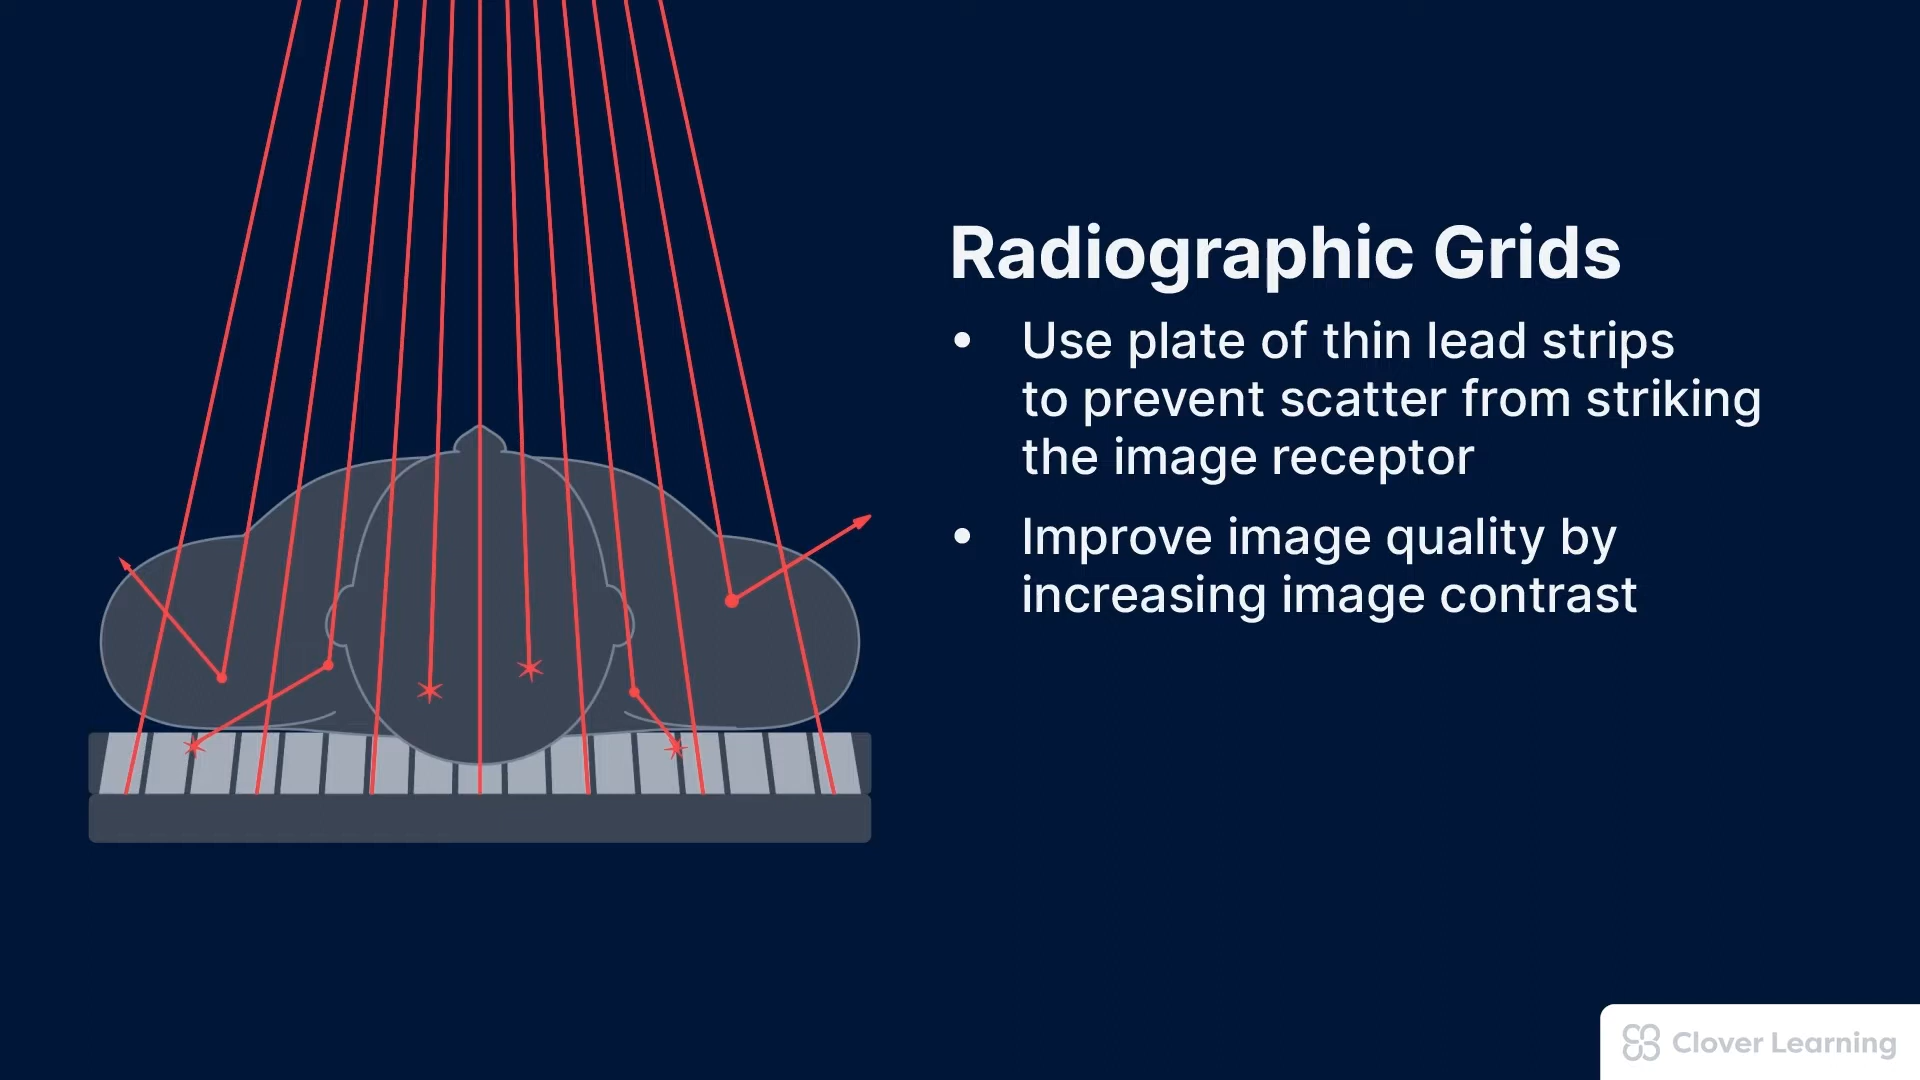 Radiographic Grids
• Use plate of thin lead strips
to prevent scatter from striking
the image receptor
• Improve image quality by
increasing image contrast
Clover Learning